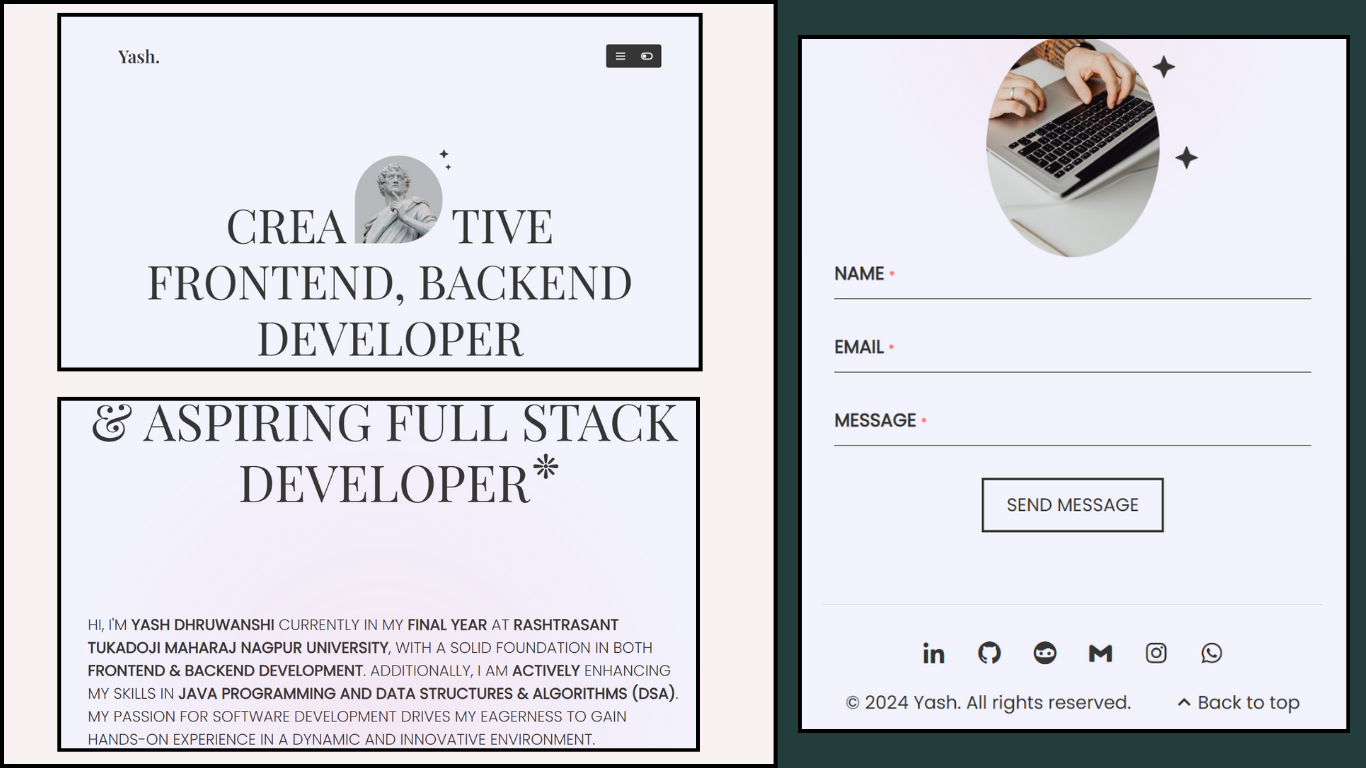 Yash.
CREA TIVE
FRONTEND, BACKEND
DEVELOPER
& ASPIRING FULL STACK
DEVELOPER*
HI, I'M YASH DHRUWANSHI CURRENTLY IN MY FINAL YEAR AT RASHTRASANT
TUKADOJI MAHARAJ NAGPUR UNIVERSITY, WITH A SOLID FOUNDATION IN BOTH
FRONTEND & BACKEND DEVELOPMENT. ADDITIONALLY, I AM ACTIVELY ENHANCING
MY SKILLS IN JAVA PROGRAMMING AND DATA STRUCTURES & ALGORITHMS (DSA).
MY PASSION FOR SOFTWARE DEVELOPMENT DRIVES MY EAGERNESS TO GAIN
HANDS-ON EXPERIENCE IN A DYNAMIC AND INNOVATIVE ENVIRONMENT.
NAME *
EMAIL *
MESSAGE *
SEND MESSAGE
© 2024 Yash. All rights reserved.
Back to top